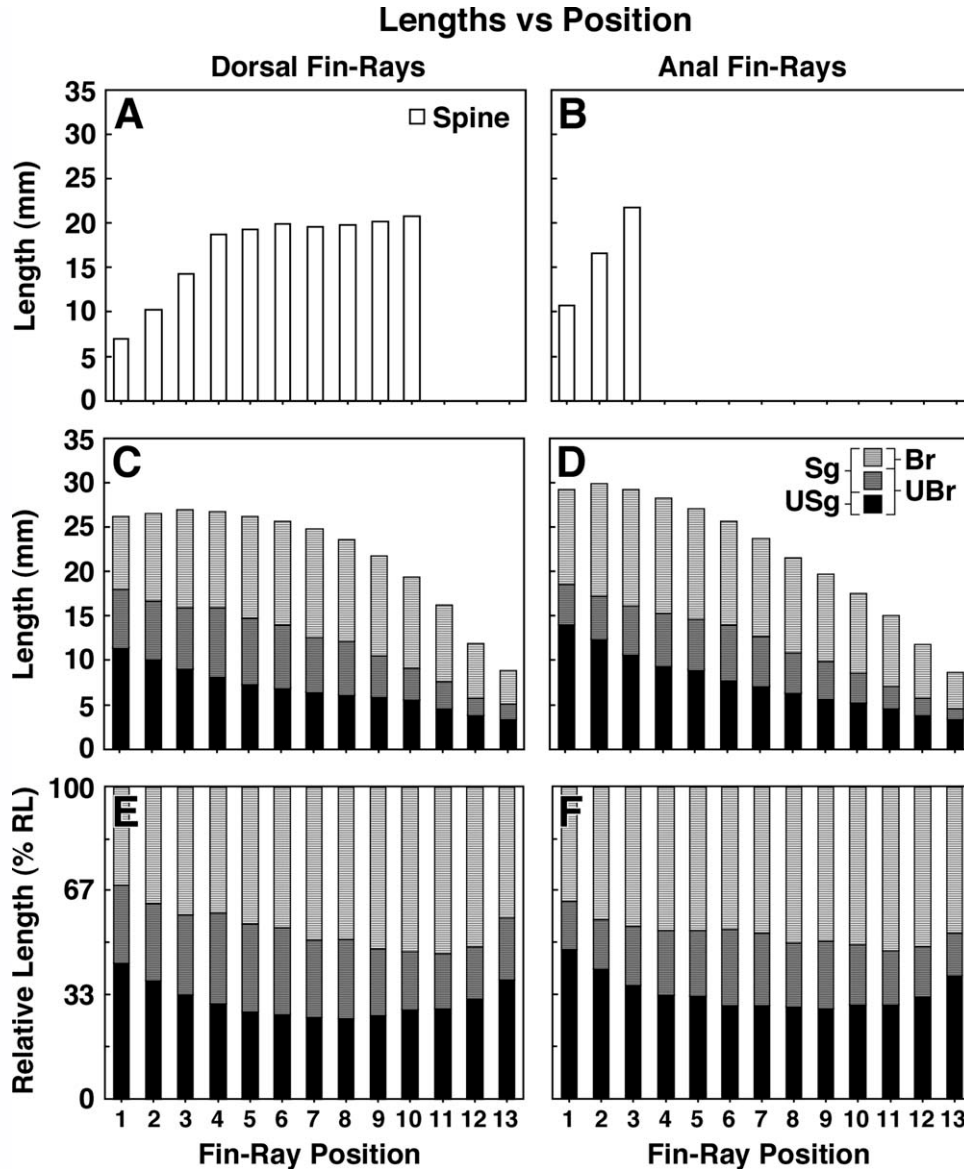 Lengths vs Position
Dorsal Fin-Rays
Anal Fin-Rays
Length (mm)
35
30
25
20
15
10
5
0
A
Spine
B
Length (mm)
35
30
25
20
15
10
5
0
C
D
Sg
Br
USg
UBr
Relative Length (% RL)
100
67
33
0
E
F
1 2 3 4 5 6 7 8 9 10 11 12 13
1 2 3 4 5 6 7 8 9 10 11 12 13
Fin-Ray Position
Fin-Ray Position